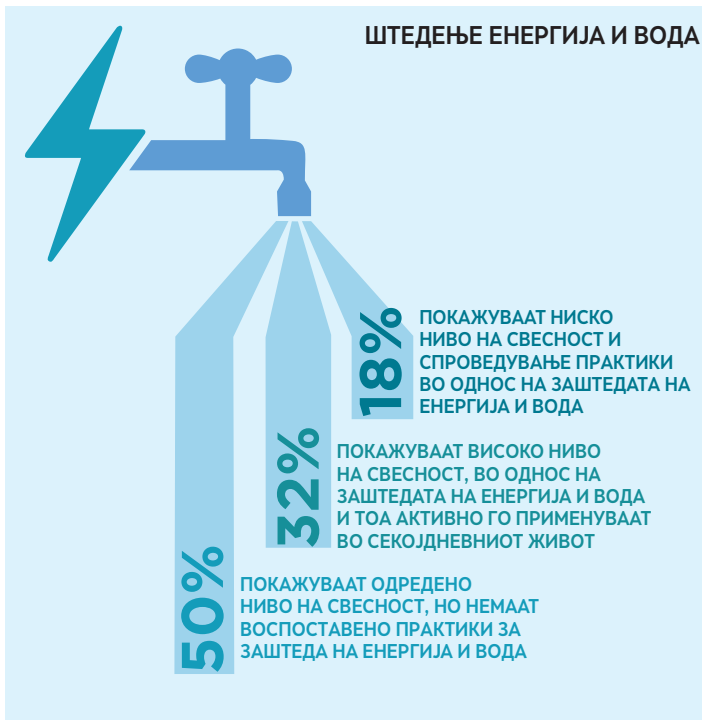 ШТЕДЕЊЕ ЕНЕРГИЈА И ВОДА
18%
ПОКАЖУВААТ НИСКО
НИВО НА СВЕСНОСТ И
СПРОВЕДУВАЊЕ ПРАКТИКИ
ВО ОДНОС НА ЗАШТЕДАТА НА
ЕНЕРГИЈА И ВОДА
32%
ПОКАЖУВААТ ВИСОКО НИВО
НА СВЕСНОСТ, ВО ОДНОС НА
ЗАШТЕДАТА НА ЕНЕРГИЈА И ВОДА
И ТОА АКТИВНО ГО ПРИМЕНУВААТ
ВО СЕКОЈДНЕВНИОТ ЖИВОТ
50%
ПОКАЖУВААТ ОДРЕДЕНО
НИВО НА СВЕСНОСТ, НО НЕМААТ
ВОСПОСТАВЕНО ПРАКТИКИ ЗА
ЗАШТЕДА НА ЕНЕРГИЈА И ВОДА